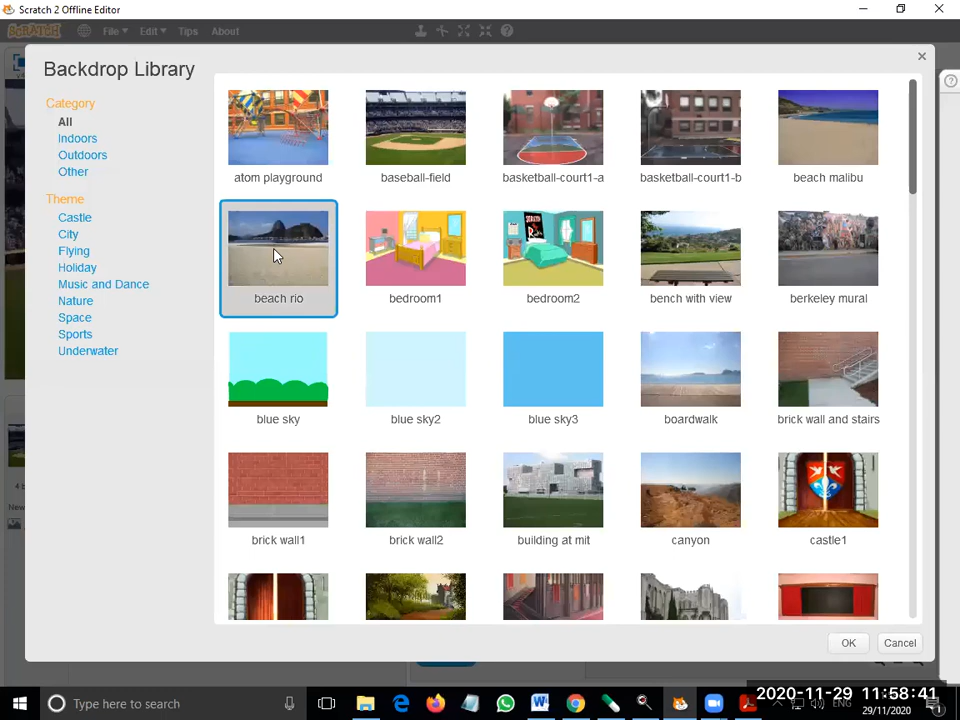 Scratch 2 Offline Editor
SCRATCH File Edit Tips About
Backdrop Library
Category
All
Indoors
Outdoors
Other
Theme
Castle
City
Flying
Holiday
Music and Dance
Nature
Space
Sports
Underwater
atom playground baseball-field basketball-court1-a basketball-court1-b beach malibu
beach rio bedroom1 bedroom2 bench with view berkeley mural
blue sky blue sky2 blue sky3 boardwalk brick wall and stairs
brick wall1 brick wall2 building at mit canyon castle1
OK Cancel
New
Type here to search
ENG
2020-11-29 11:58:41
29/11/2020